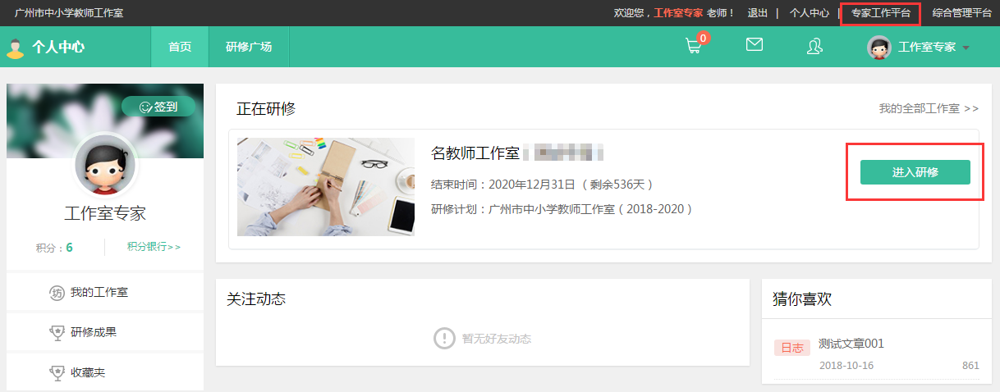 广州市中小学教师工作室
欢迎您，工作室专家 老师！ 退出 | 个人中心 | 专家工作平台 综合管理平台
个人中心 首页 研修广场 0 工作室专家
签到
工作室专家
积分：6 积分银行>>
坊 我的工作室
研修成果
收藏夹
正在研修 我的全部工作室 >>
名教师工作室
结束时间：2020年12月31日 （ 剩余536天 ）
研修计划：广州市中小学教师工作室（ 2018-2020 ）
进入研修
关注动态
暂无好友动态
猜你喜欢
日志 测试文章001
2018-10-16 861